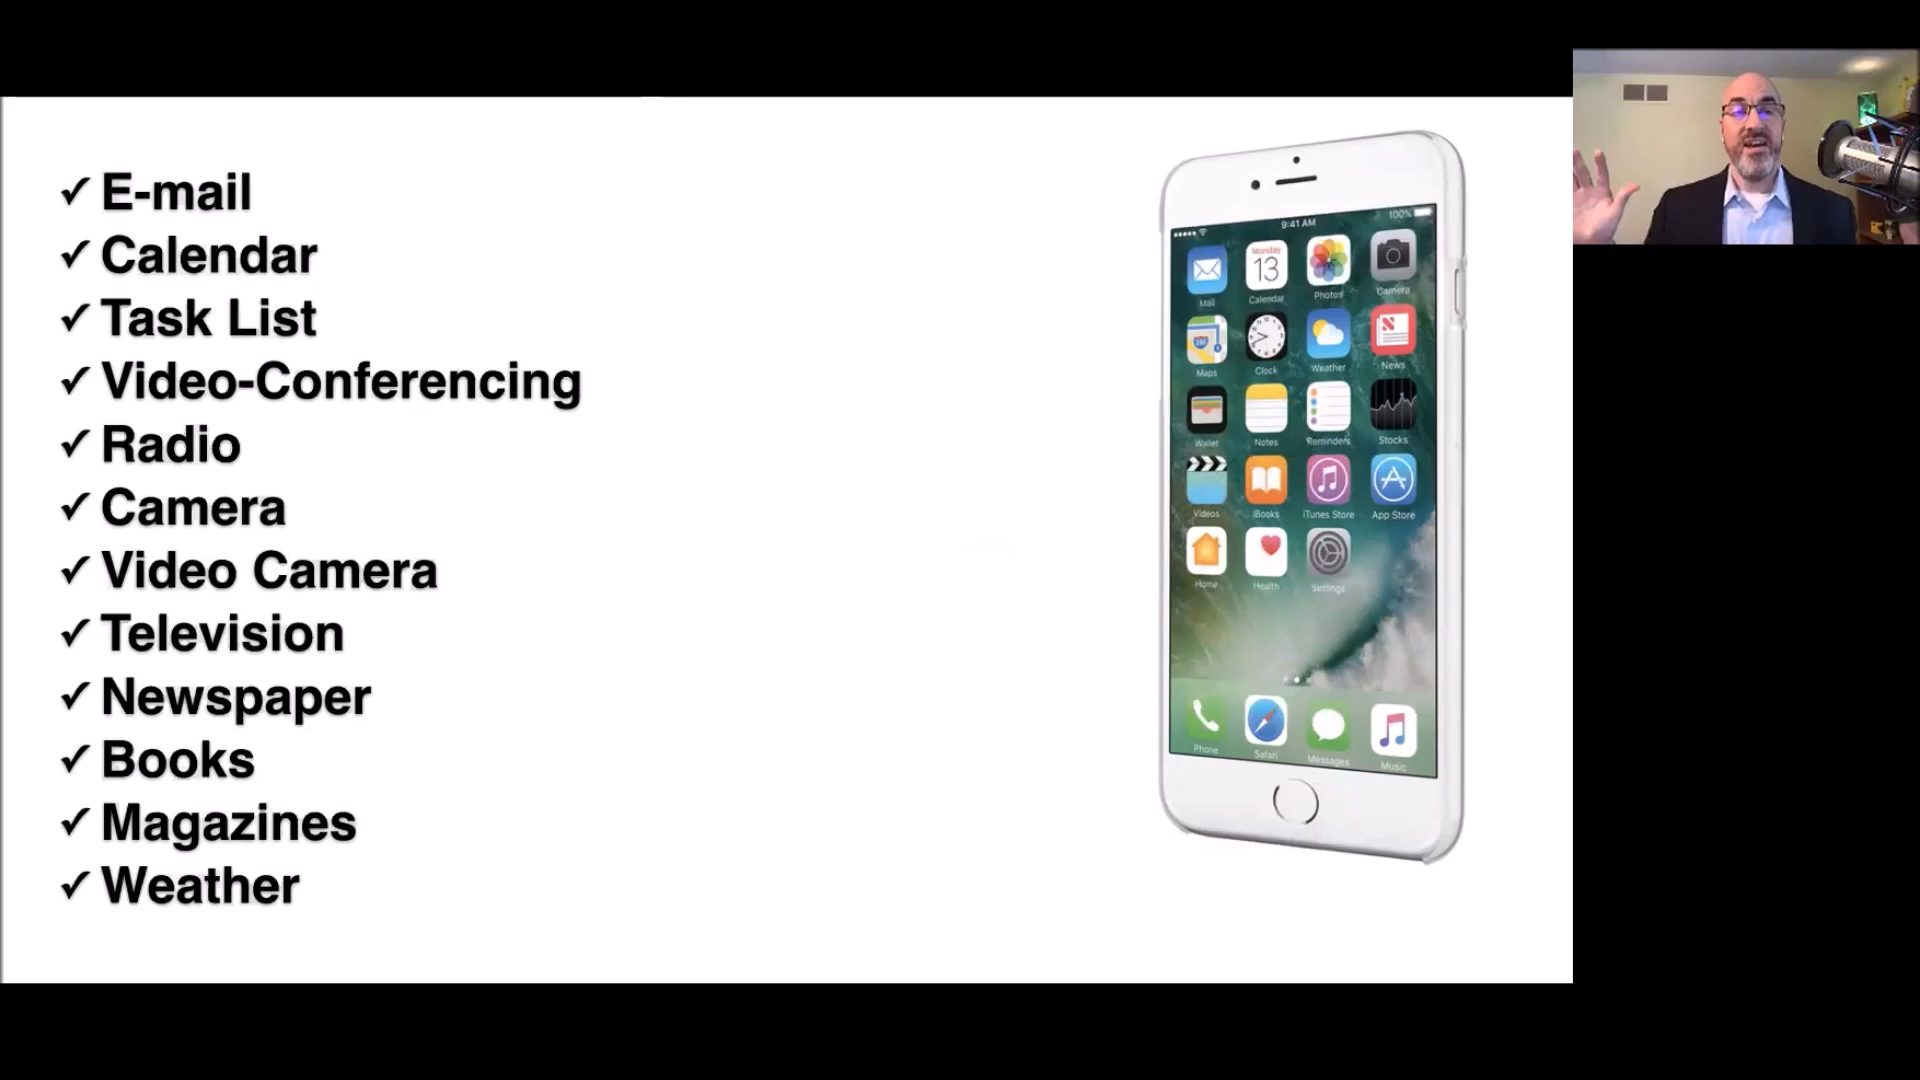 ✓ E-mail
✓ Calendar
✓ Task List
✓ Video-Conferencing
✓ Radio
✓ Camera
✓ Video Camera
✓ Television
✓ Newspaper
✓ Books
✓ Magazines
✓ Weather
9:41 AM 100%
Monday
13
Mail Calendar Photos Camera
280
Maps Clock Weather News
Wallet Notes Reminders Stocks
Videos iBooks iTunes Store App Store
Home Health Settings
Phone Safari Messages Music